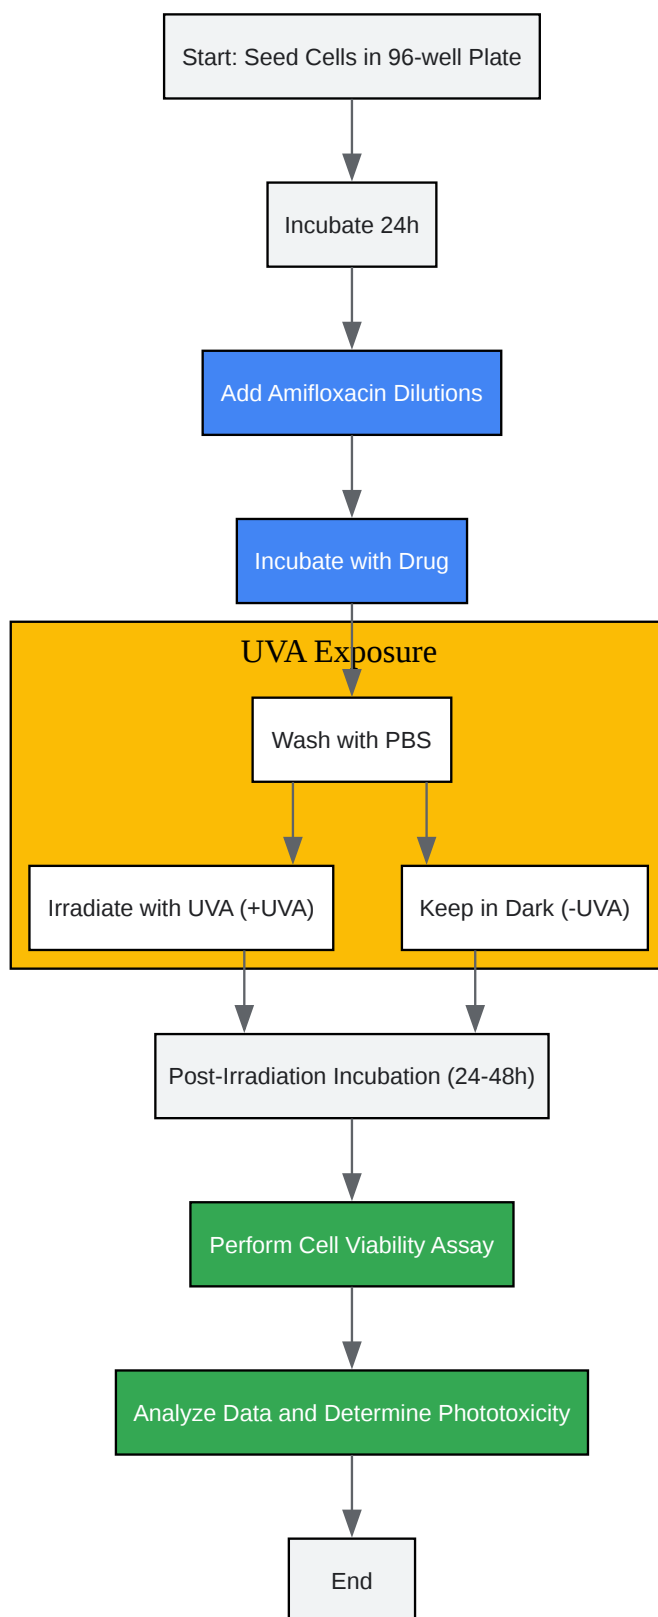 Start: Seed Cells in 96-well Plate
Incubate 24h
Add Amifloxacin Dilutions
Incubate with Drug
UVA Exposure
Wash with PBS
Irradiate with UVA (+UVA)
Keep in Dark (-UVA)
Post-Irradiation Incubation (24-48h)
Perform Cell Viability Assay
Analyze Data and Determine Phototoxicity
End